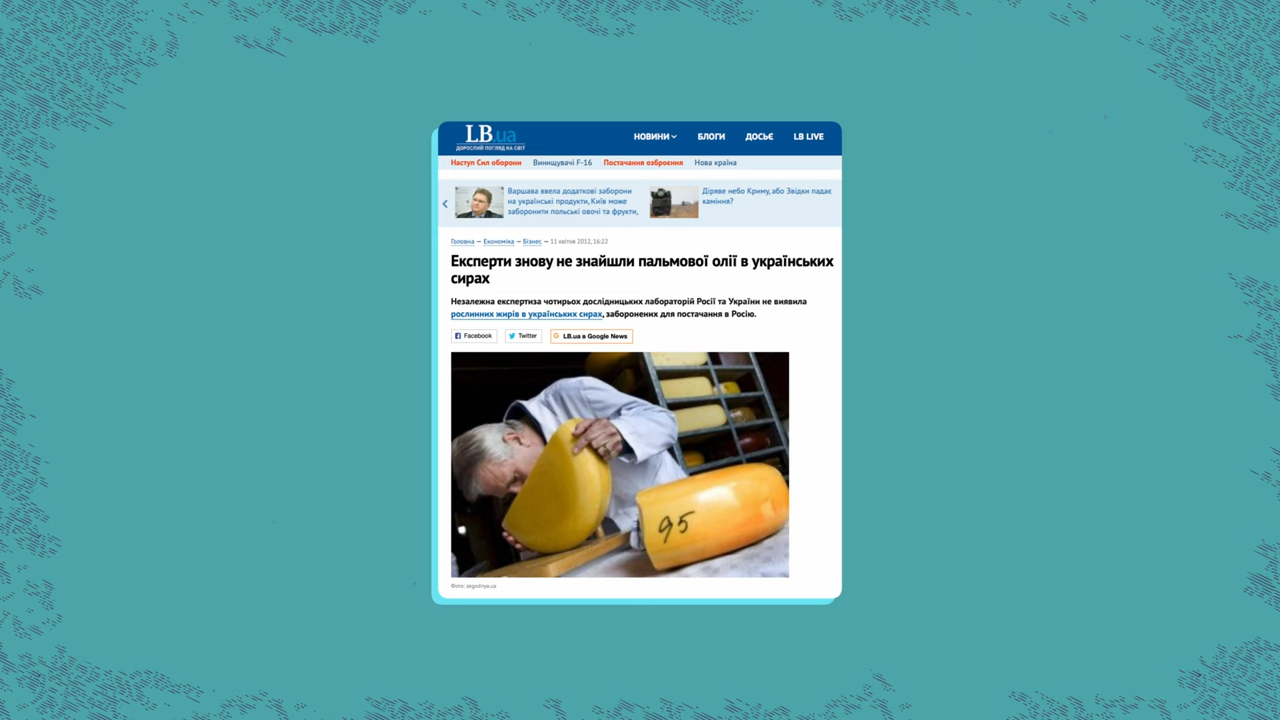 LB.ua
ДОРОСЛИЙ ПОГЛЯД НА СВІТ
НОВИНИ
БЛОГИ
ДОСЬЄ
LB LIVE
Наступ Сил оборони
Винищувачі F-16
Постачання озброєння
Нова країна
Варшава ввела додаткові заборони
на українські продукти, Київ може
заборонити польські овочі та фрукти,
Діряве небо Криму, або Звідки падає
каміння?
Головна — Економіка — Бізнес — 11 квітня 2012, 16:22
Експерти знову не знайшли пальмової олії в українських
сирах
Незалежна експертиза чотирьох дослідницьких лабораторій Росії та України не виявила
рослинних жирів в українських сирах, заборонених для постачання в Росію.
Facebook
Twitter
G LB.ua в Google News
95
Фото: segodnya.ua